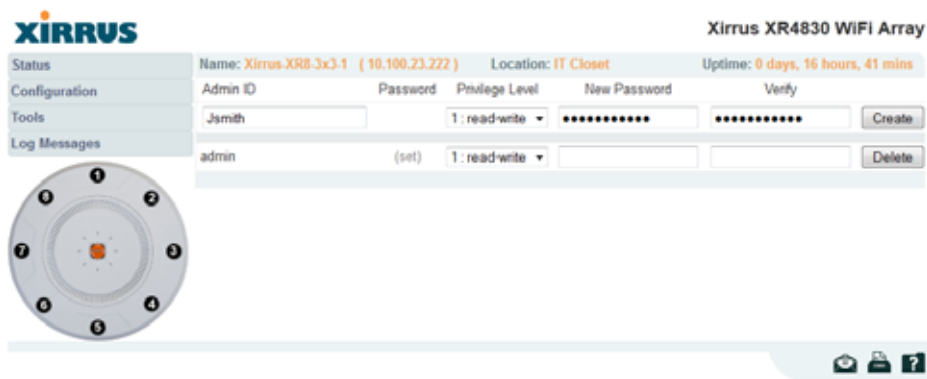 XIRRUS
Xirrus XR4830 WiFi Array
Status
Name: Xirrus-XR8-3x3-1 ( 10.100.23.222 ) Location: IT Closet Uptime: 0 days, 16 hours, 41 mins
Configuration
Admin ID Password Privilege Level New Password Verify
Tools
Jsmith 1: read-write ••••••••••• ••••••••••• Create
Log Messages
admin (set) 1: read-write Delete
1
8 2
7 3
6 4
5
?